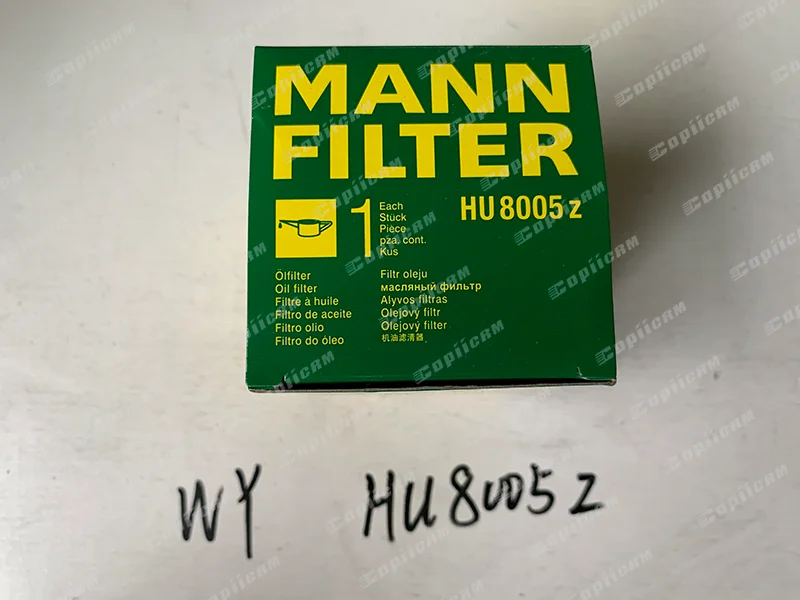 MANN
FILTER
1 Each
Stück
Pièce
pza. cont.
Kus
HU 8005 z
Ölfilter
Oil filter
Filtre à huile
Filtro de aceite
Filtro olio
Filtro do óleo
Filtr oleju
масляный фильтр
Alyvos filtras
Olejový filtr
Olejový filter
机油滤清器
WY HU8005z
Copiicam